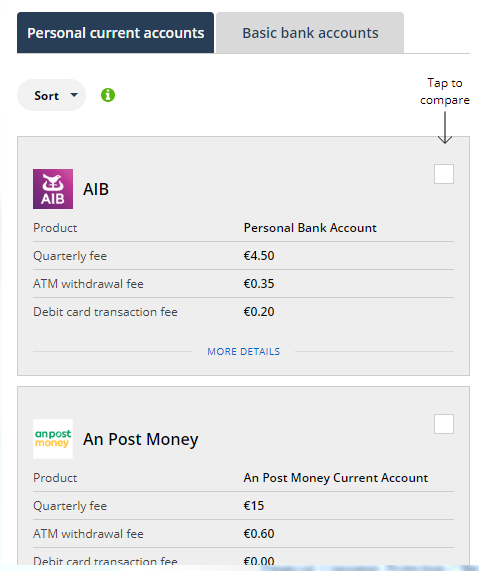 Personal current accounts Basic bank accounts
Sort
Tap to
compare
AIB
AIB
Product Personal Bank Account
Quarterly fee €4.50
ATM withdrawal fee €0.35
Debit card transaction fee €0.20
MORE DETAILS
anpost
money
An Post Money
Product An Post Money Current Account
Quarterly fee €15
ATM withdrawal fee €0.60
Debit card transaction fee €0.00